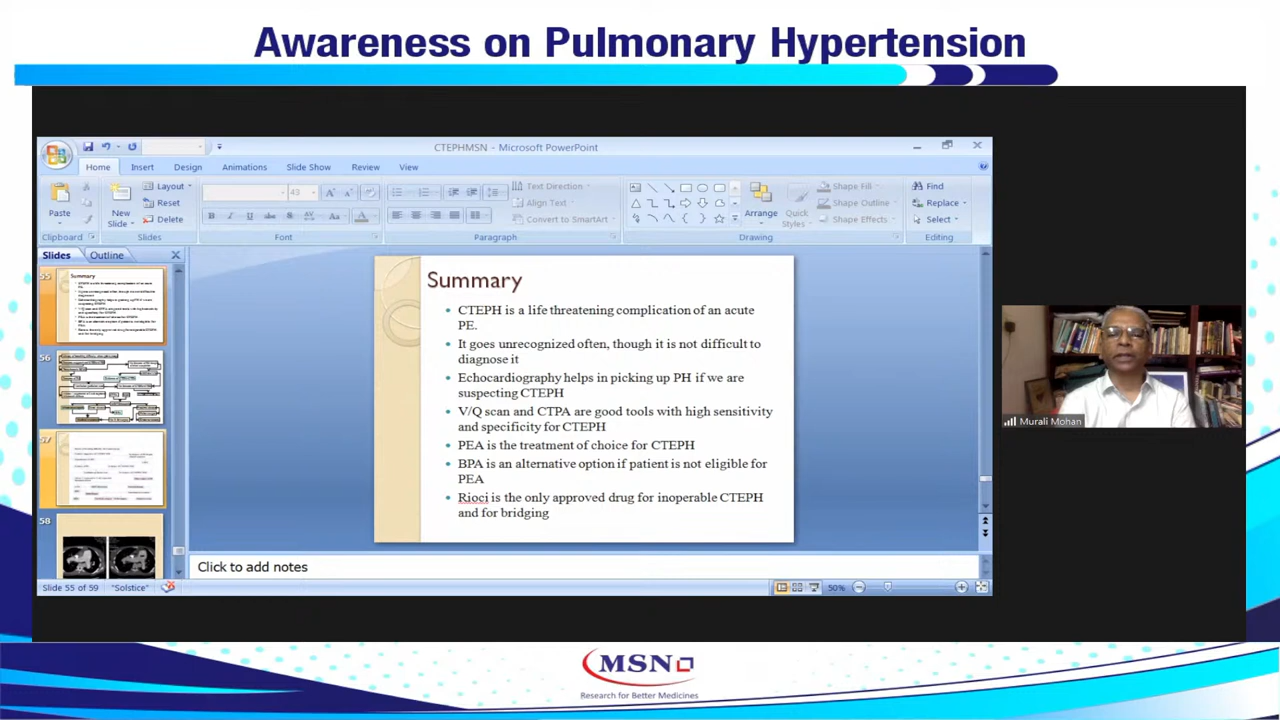 Awareness on Pulmonary Hypertension
CTEPHMSN - Microsoft PowerPoint
Home Insert Design Slide Show Animations Review View
Paste
New
Slide
Layout
Reset
Delete
43
Text Direction
Align Text
Convert to SmartArt
Arrange
Quick
Styles
Shape Fill
Shape Outline
Shape Effects
Find
Replace
Select
Clipboard Slides Font Paragraph Drawing Editing
Slides Outline
55
Summary
56
57
58
Summary
• CTEPH is a life threatening complication of an acute
PE.
• It goes unrecognized often, though it is not difficult to
diagnose it
• Echocardiography helps in picking up PH if we are
suspecting CTEPH
• V/Q scan and CTPA are good tools with high sensitivity
and specificity for CTEPH
• PEA is the treatment of choice for CTEPH
• BPA is an alternative option if patient is not eligible for
PEA
• Rioci is the only approved drug for inoperable CTEPH
and for bridging
Murali Mohan
Click to add notes
Slide 55 of 59 "Solstice" 50%
MSN
Research for Better Medicines